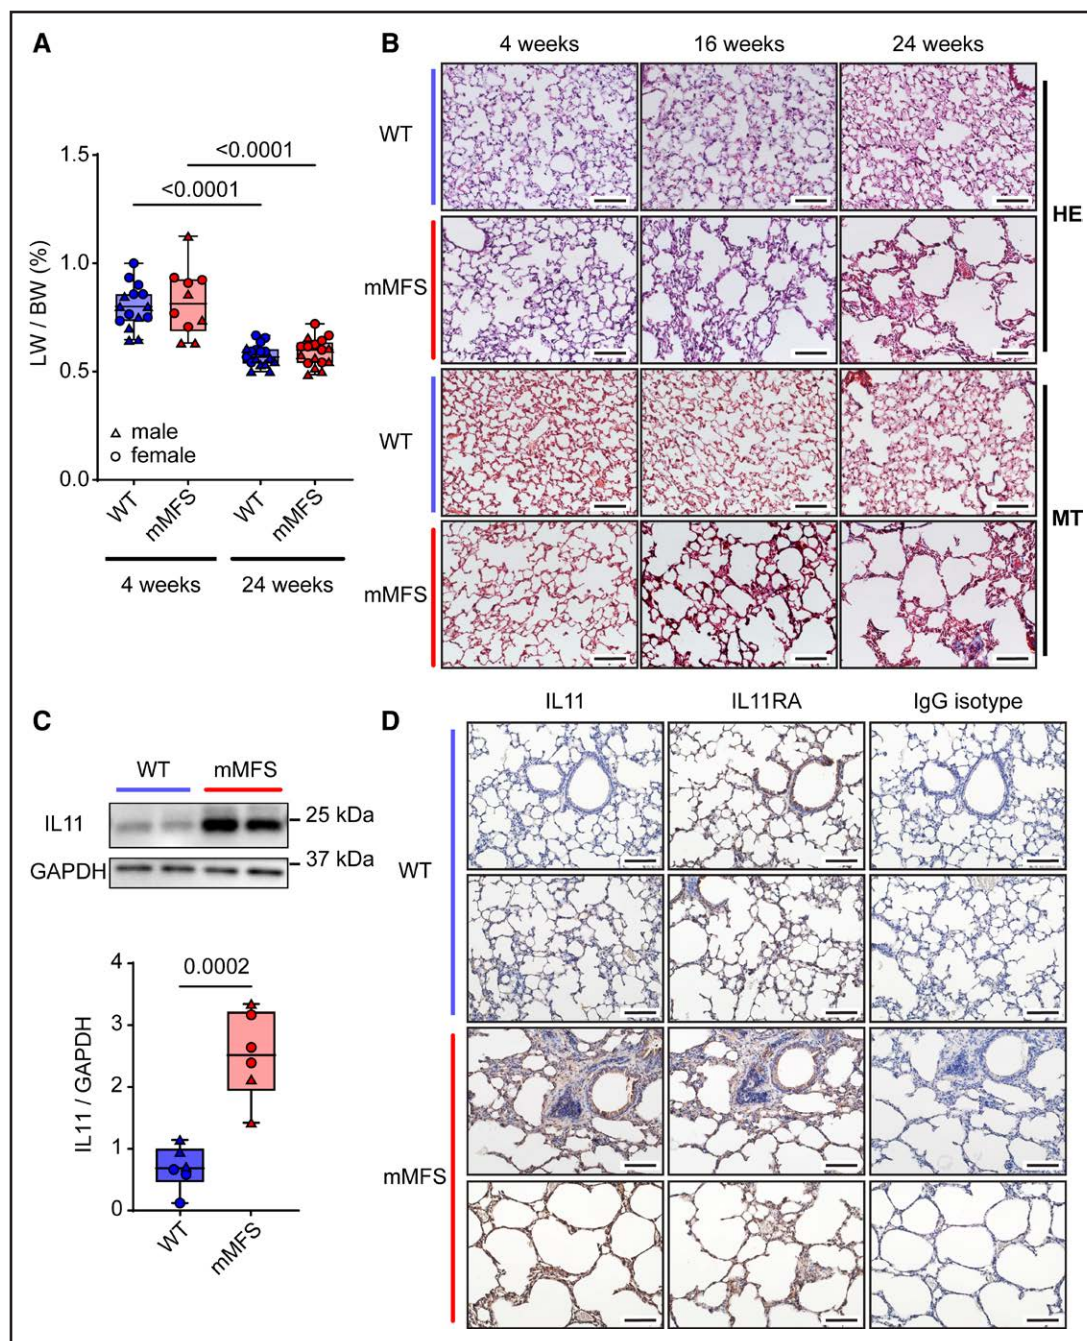 A
1.5
1.0
0.5
0.0
LW / BW (%)
<0.0001
<0.0001
male
female
WT
mMFS
WT
mMFS
4 weeks
24 weeks
B
4 weeks
16 weeks
24 weeks
WT
mMFS
HE
WT
mMFS
MT
C
WT
mMFS
IL11
25 kDa
GAPDH
37 kDa
4
3
2
1
0
IL11 / GAPDH
0.0002
WT
mMFS
D
IL11
IL11RA
IgG isotype
WT
mMFS